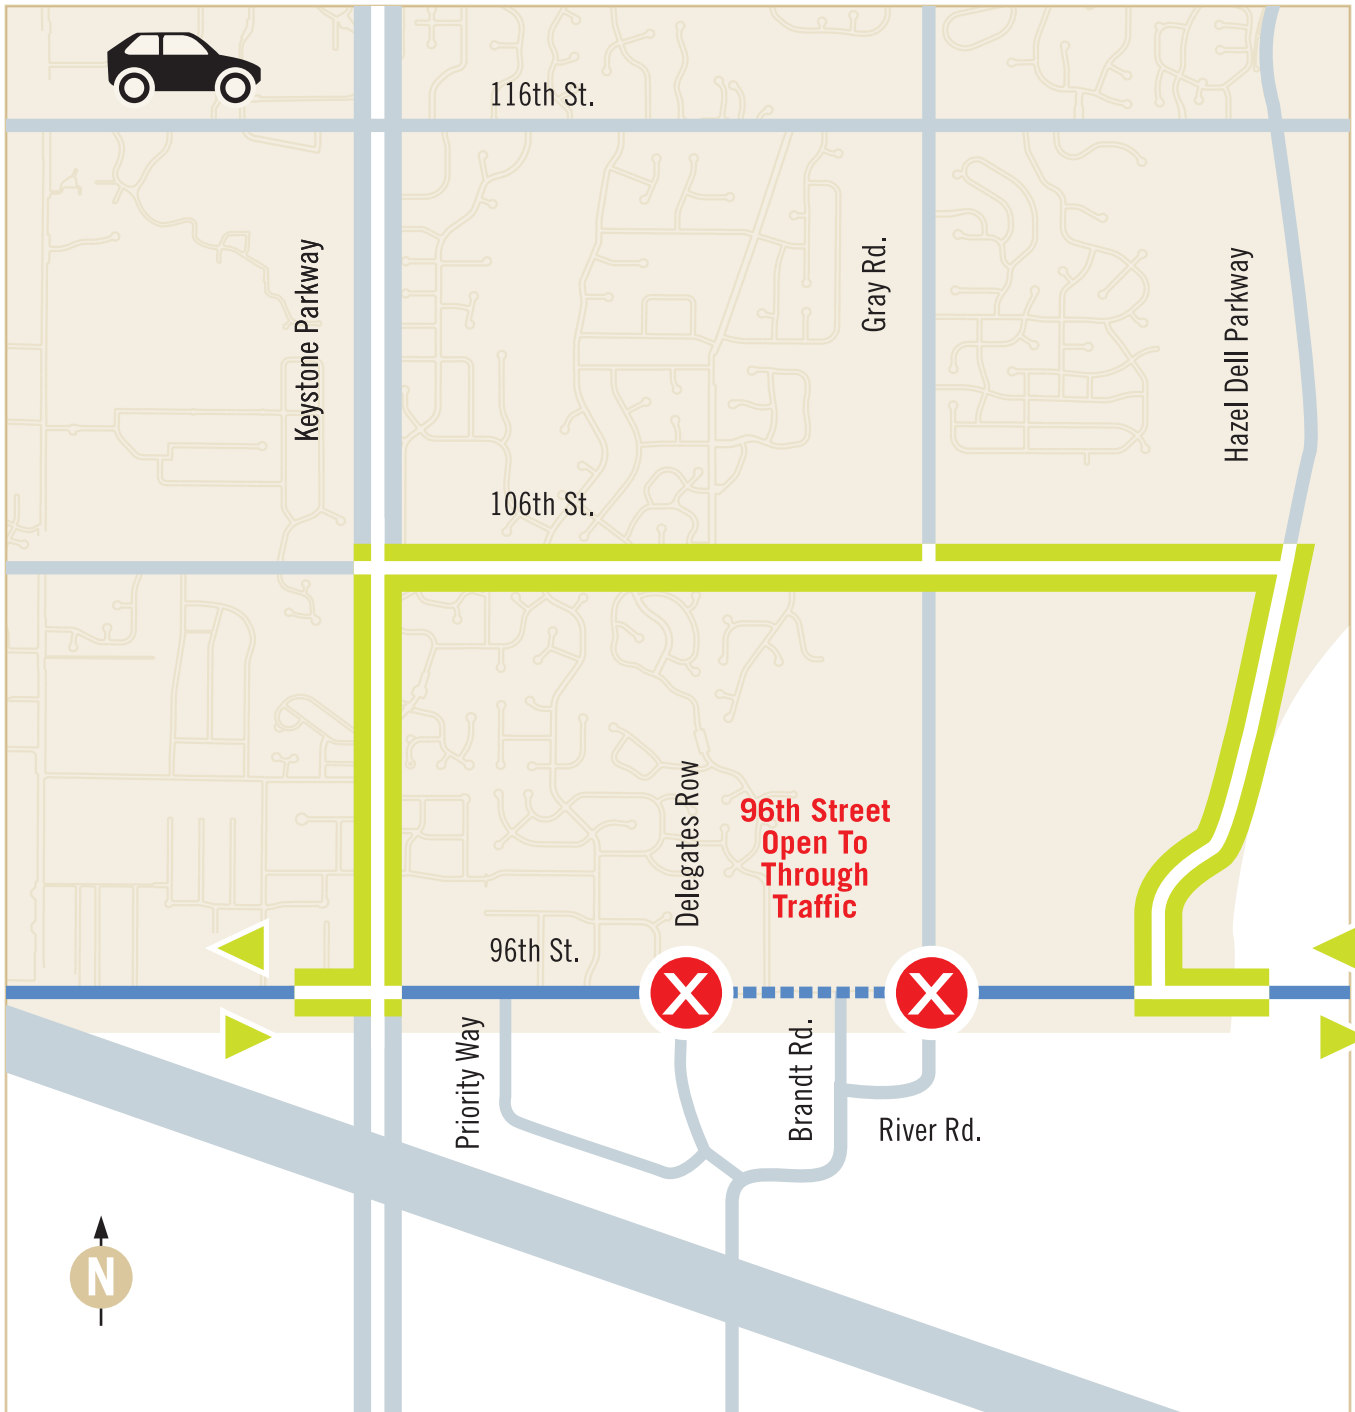 116th St.
Keystone Parkway
Gray Rd.
Hazel Dell Parkway
106th St.
Delegates Row
96th Street
Open To
Through
Traffic
96th St.
X
X
Priority Way
Brandt Rd.
River Rd.
N